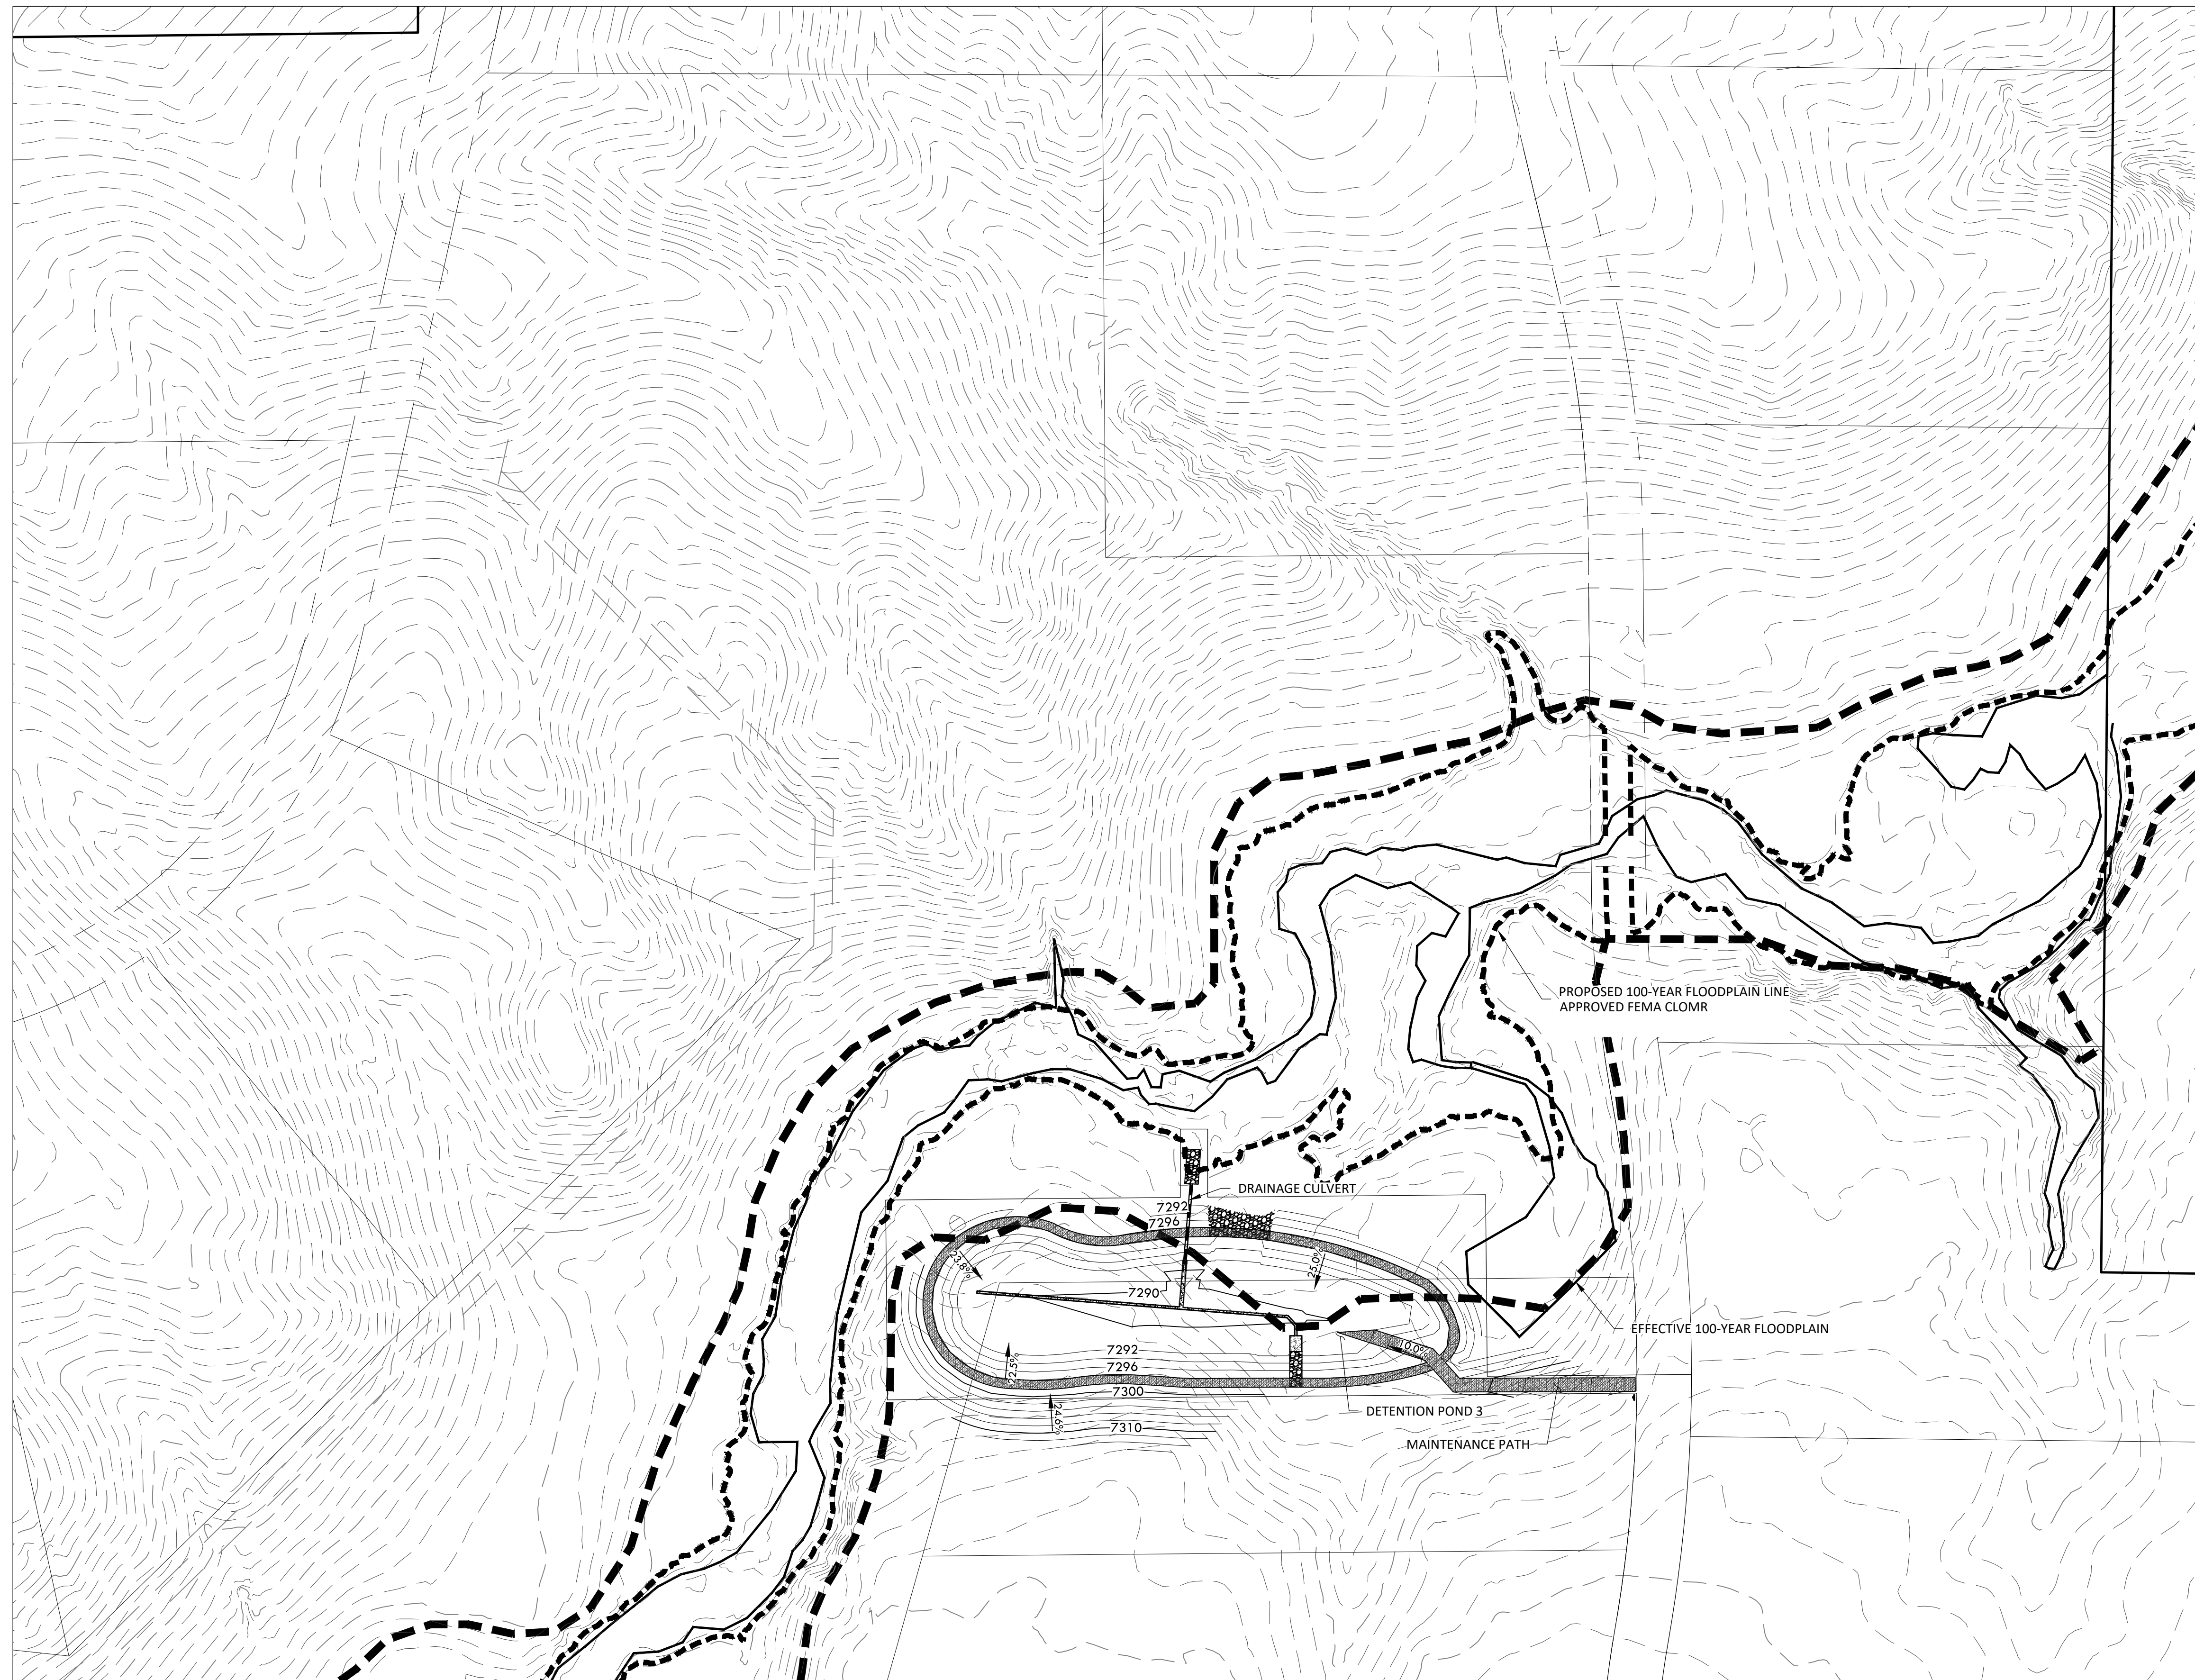 PROPOSED 100-YEAR FLOODPLAIN LINE
APPROVED FEMA CLOMR
DRAINAGE CULVERT
7292
7296
23.8%
25.0%
7290
EFFECTIVE 100-YEAR FLOODPLAIN
10.0%
7292
7296
22.5%
7300
24.6%
7310
DETENTION POND 3
MAINTENANCE PATH